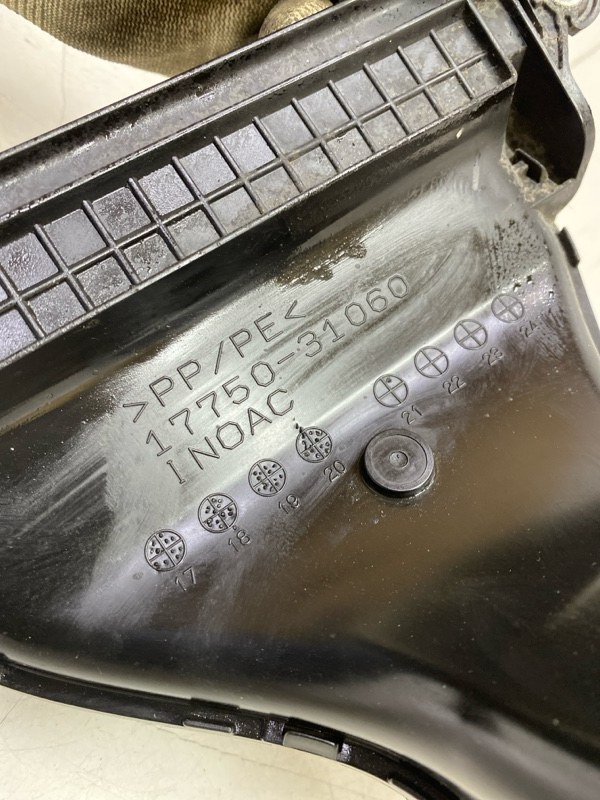 >PP/PE<
17750-31060
INOAC
17 18 19 20 21 22 23 24